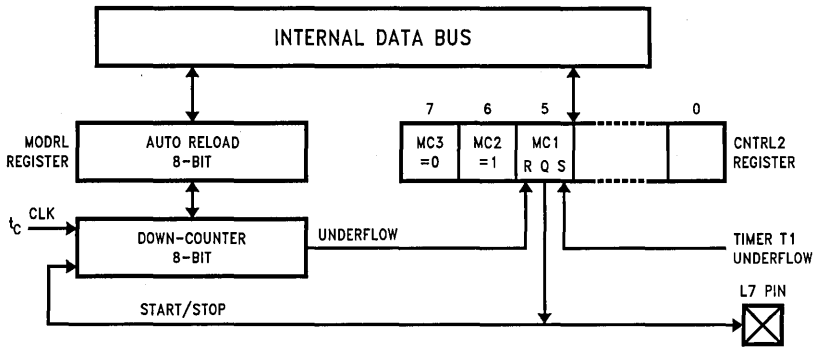 INTERNAL DATA BUS
7 6 5 0
MODRL
REGISTER
AUTO RELOAD
8-BIT
MC3
=0
MC2
=1
MC1
R Q S
CNTRL2
REGISTER
tC CLK
DOWN-COUNTER
8-BIT
UNDERFLOW
TIMER T1
UNDERFLOW
START/STOP
L7 PIN